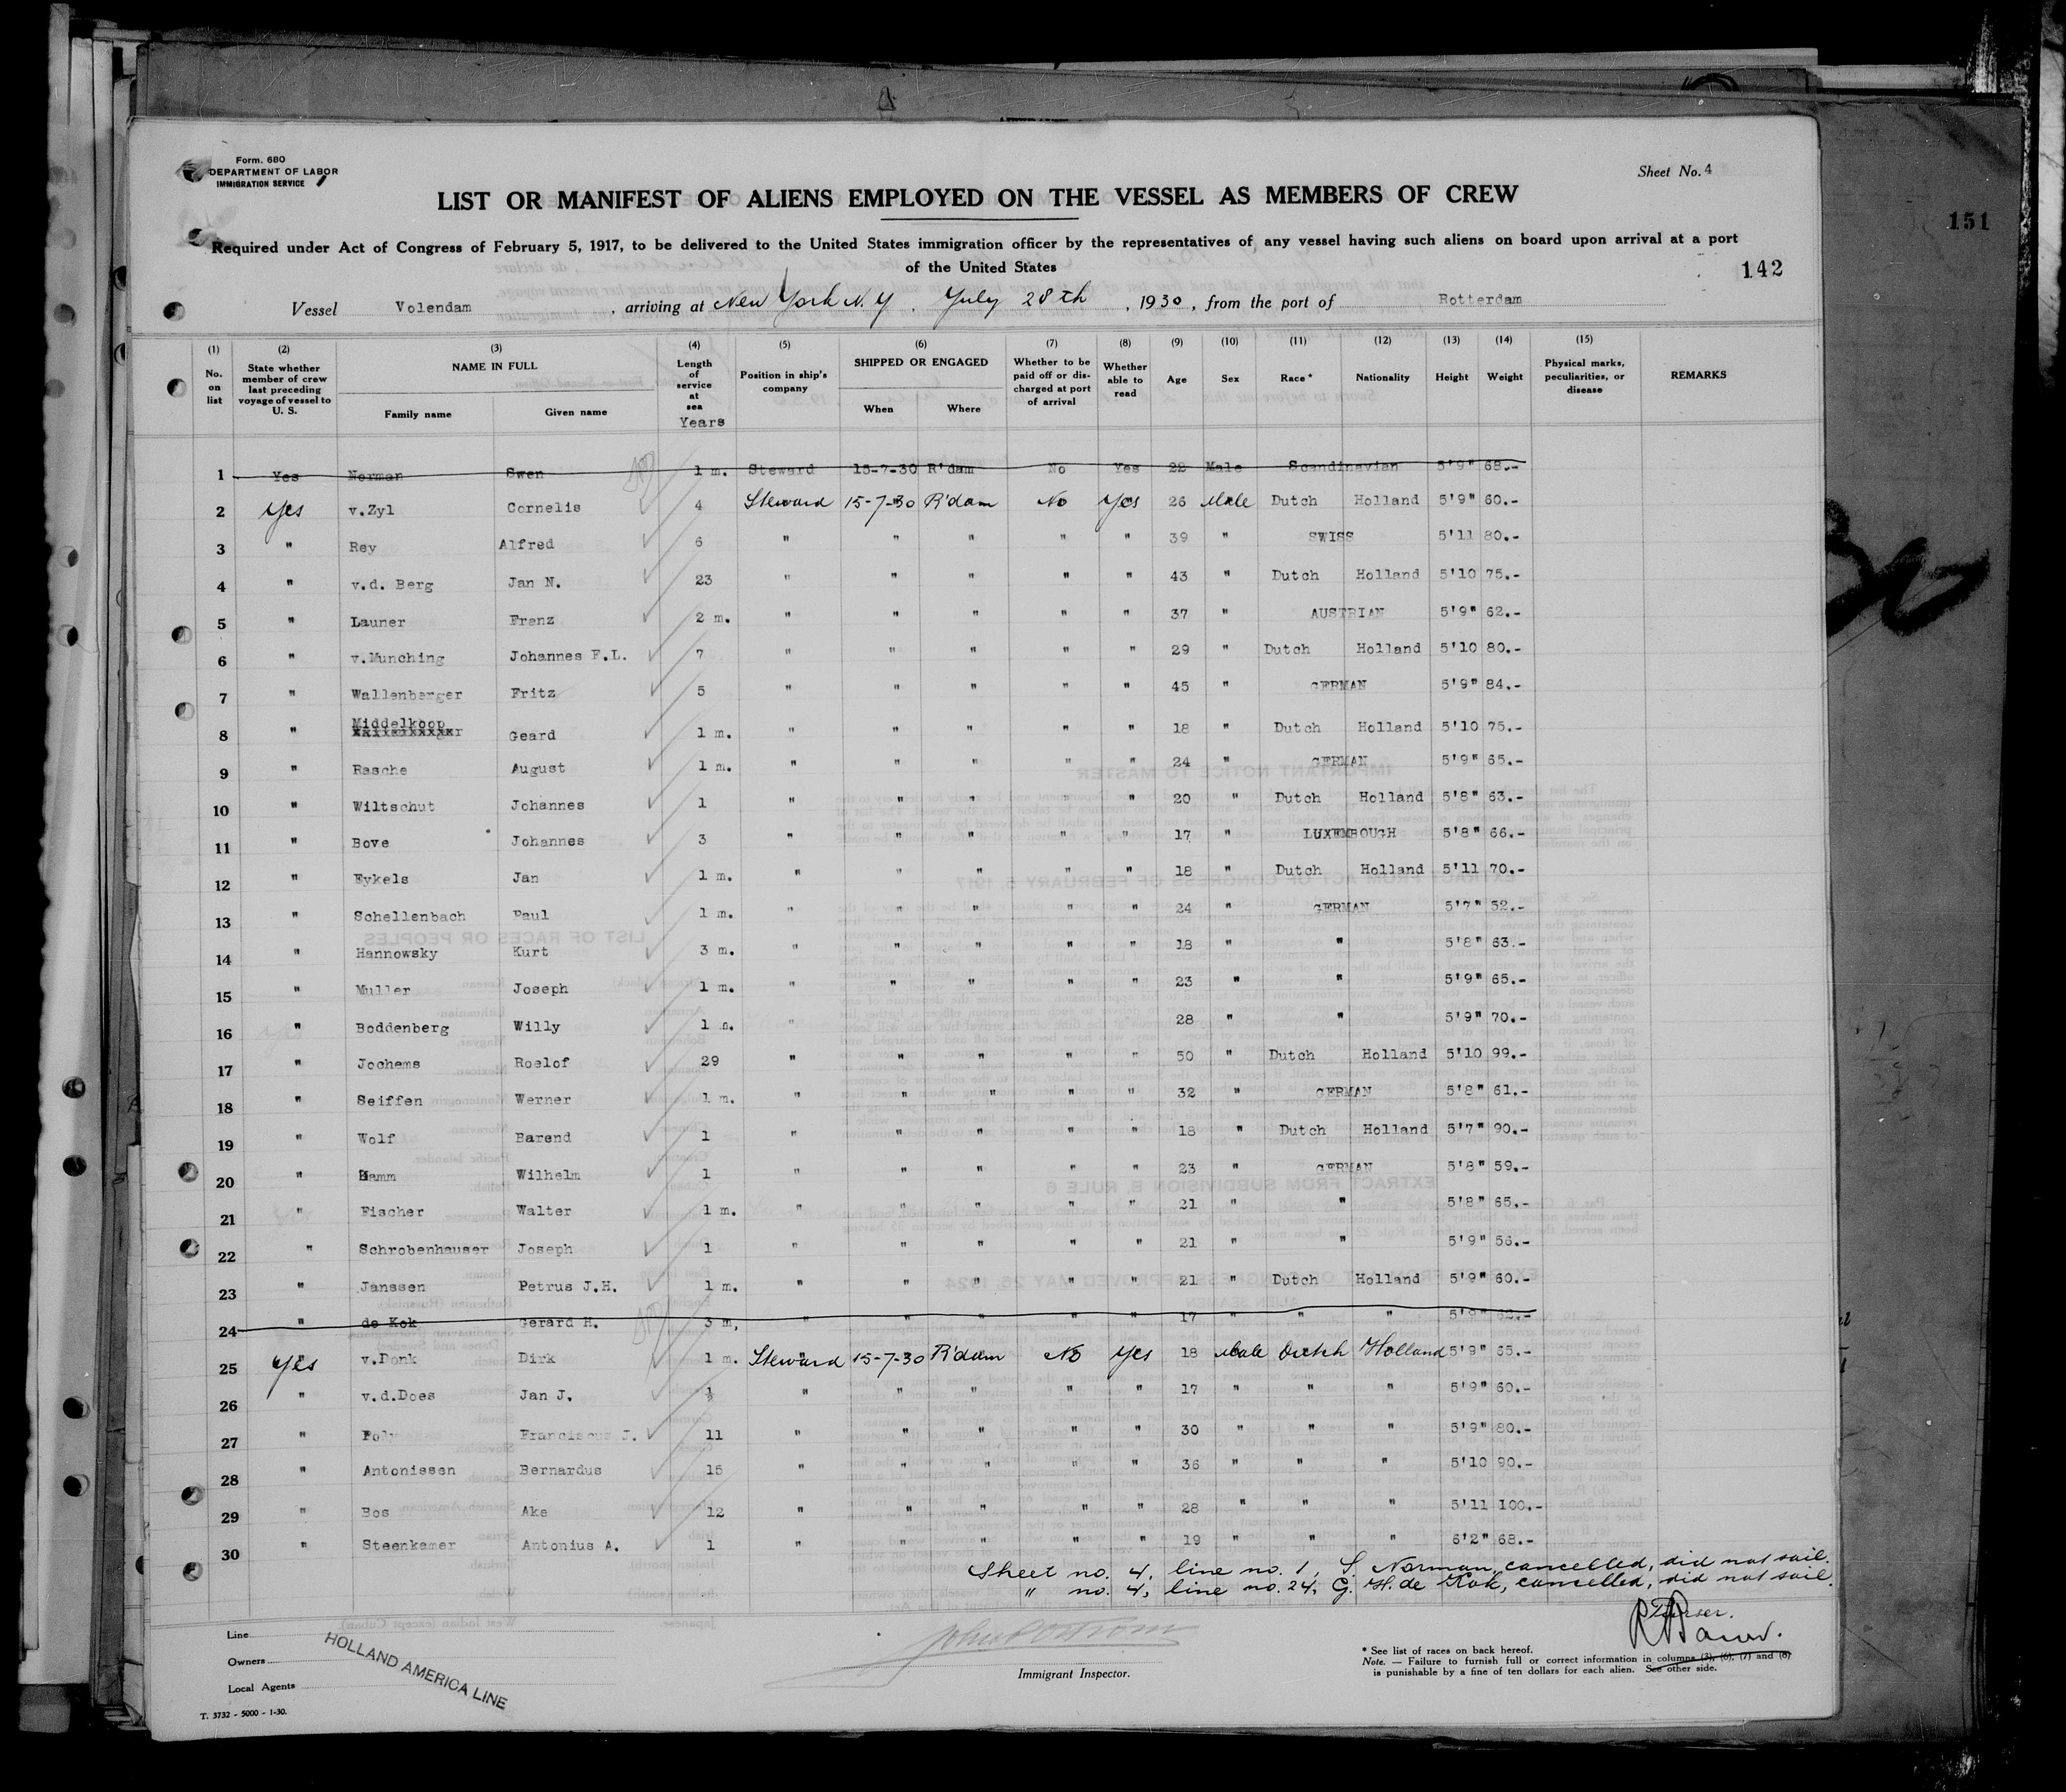 Form. 680
DEPARTMENT OF LABOR
IMMIGRATION SERVICE
Sheet No. 4
LIST OR MANIFEST OF ALIENS EMPLOYED ON THE VESSEL AS MEMBERS OF CREW
151
Required under Act of Congress of February 5, 1917, to be delivered to the United States immigration officer by the representatives of any vessel having such aliens on board upon arrival at a port
of the United States
142
Vessel Volendam , arriving at New York N.Y. July 28th , 1930, from the port of Rotterdam
(1) No. on list (2) State whether member of crew last preceding voyage of vessel to U. S. (3) NAME IN FULL Family name Given name (4) Length of service at sea Years (5) Position in ship's company (6) SHIPPED OR ENGAGED When Where (7) Whether to be paid off or discharged at port of arrival (8) Whether able to read (9) Age (10) Sex (11) Race* (12) Nationality (13) Height (14) Weight (15) Physical marks, peculiarities, or disease REMARKS
1 Yes Norman Swen 1 m. Steward 15-7-30 R'dam No Yes 22 Male Scandinavian 5'9" 68.-
2 Yes v.Zyl Cornelis 4 Steward 15-7-30 R'dam No Yes 26 Male Dutch Holland 5'9" 60.-
3 " Rey Alfred 6 " " " " " 39 " SWISS 5'11 80.-
4 " v.d. Berg Jan N. 23 " " " " " 43 " Dutch Holland 5'10 75.-
5 " Launer Franz 2 m. " " " " " 37 " AUSTRIAN 5'9" 62.-
6 " v.Munching Johannes F.L. 7 " " " " " 29 " Dutch Holland 5'10 80.-
7 " Wallenberger Fritz 5 " " " " " 45 " GERMAN 5'9" 84.-
8 " Middelkoop Geard 1 m. " " " " " 18 " Dutch Holland 5'10 75.-
9 " Rasche August 1 m. " " " " " 24 " GERMAN 5'9" 65.-
10 " Wiltschut Johannes 1 " " " " " 20 " Dutch Holland 5'8" 63.-
11 " Bove Johannes 3 " " " " " 17 " LUXEMBOUGH 5'8" 66.-
12 " Eykels Jan 1 m. " " " " " 18 " Dutch Holland 5'11 70.-
13 " Schellenbach Paul 1 m. " " " " " 24 " GERMAN 5'7" 52.-
14 " Hannowsky Kurt 3 m. " " " " " 18 " " 5'8" 63.-
15 " Muller Joseph 1 m. " " " " " 23 " " 5'9" 65.-
16 " Boddenberg Willy 1 m. " 28 " " 5'9" 70.-
17 " Jochems Roelof 29 " " " " " 50 " Dutch Holland 5'10 99.-
18 " Seiffen Werner 1 m. " " " " " 32 " GERMAN 5'8" 61.-
19 " Wolf Barend 1 " " " " " 18 " Dutch Holland 5'7" 90.-
20 " Hamm Wilhelm 1 " " " " " 23 " GERMAN 5'8" 59.-
21 " Fischer Walter 1 m. " " " " " 21 " " 5'8" 65.-
22 " Schrobenhauser Joseph 1 " " " " " 21 " " 5'9" 56.-
23 " Janssen Petrus J.H. 1 m. " " " " " 21 " Dutch Holland 5'9" 60.-
24 " de Kok Gerard H. 3 m. " " " " " 17 " " " 5'9"
25 Yes v.Donk Dirk 1 m. Steward 15-7-30 R'dam No Yes 18 Male Dutch Holland 5'9" 65.-
26 " v.d.Does Jan J. " " " " " 17 " " " 5'9" 60.-
27 " Franciscus J. 11 " " " " " 30 " " " 5'9" 80.-
28 " Antonissen Bernardus 15 " " " " " 36 " " " 5'10 90.-
29 " Bos Ake 12 " " " " " 28 " " " 5'11 100.-
30 " Steenkamer Antonius A. 1 " " " " " 19 " " " 6'2" 68.-
Sheet no. 4, line no. 1, S. Norman, cancelled, did not sail.
" no. 4, line no. 24, G. H. de Kok, cancelled, did not sail.
Purser.
Line
Owners
Local Agents
HOLLAND AMERICA LINE
Immigrant Inspector.
* See list of races on back hereof.
Note. — Failure to furnish full or correct information in columns (3), (6), (7) and (8)
is punishable by a fine of ten dollars for each alien. See other side.
T. 3732 - 5000 - 1-30.